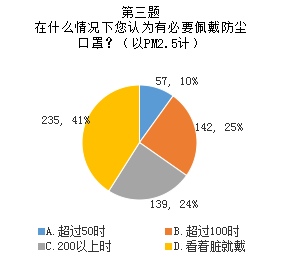 第三题
在什么情况下您认为有必要佩戴防尘
口罩？（以PM2.5计）
57, 10%
142, 25%
139, 24%
235, 41%
A.超过50时
B.超过100时
C.200以上时
D.看着脏就戴